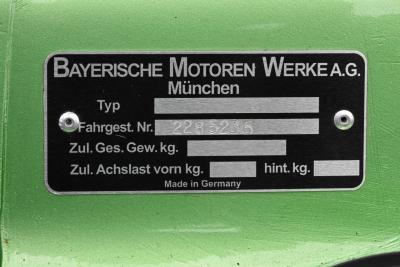 BAYERISCHE MOTOREN WERKE A.G.
München
Typ
Fahrgest. Nr. 2285236
Zul. Ges. Gew. kg.
Zul. Achslast vorn kg. hint. kg.
Made in Germany